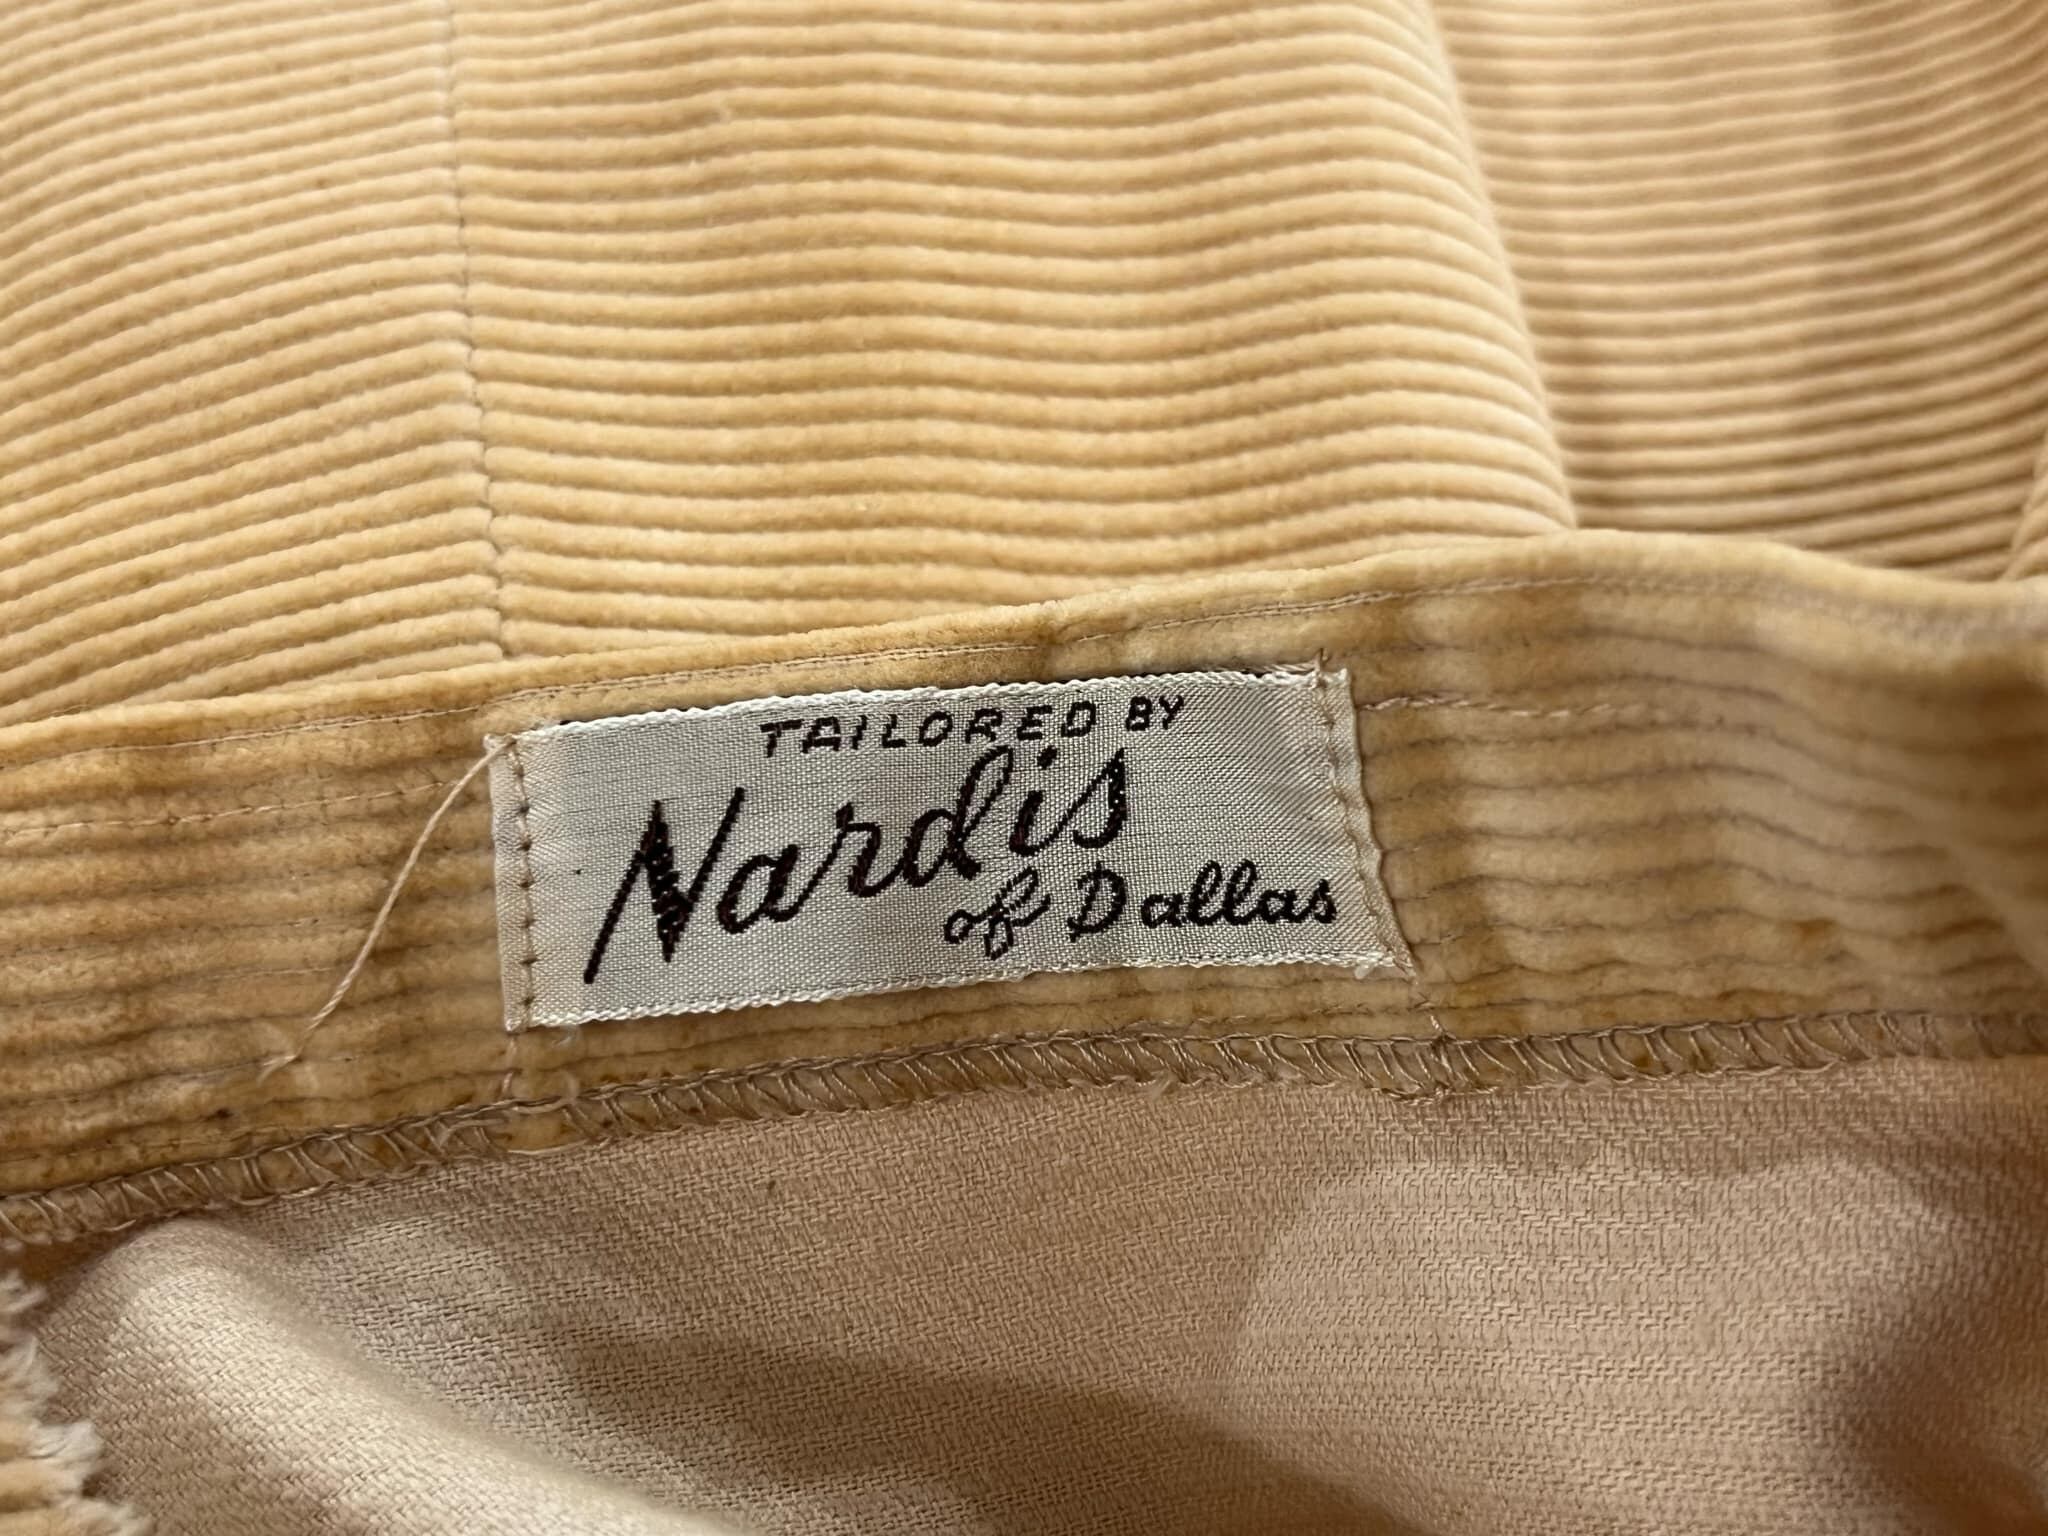 TAILORED BY
Nardis
of Dallas